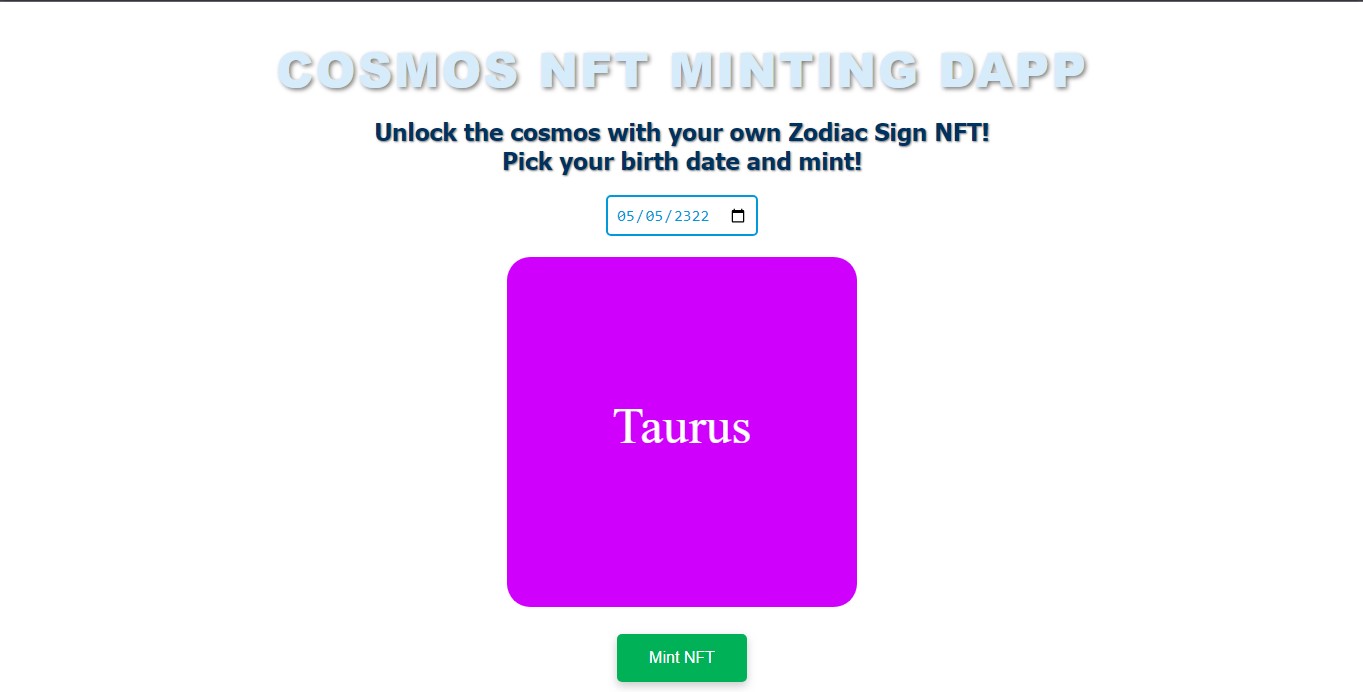 COSMOS NFT MINTING DAPP
Unlock the cosmos with your own Zodiac Sign NFT!
Pick your birth date and mint!
05/05/2322
Taurus
Mint NFT